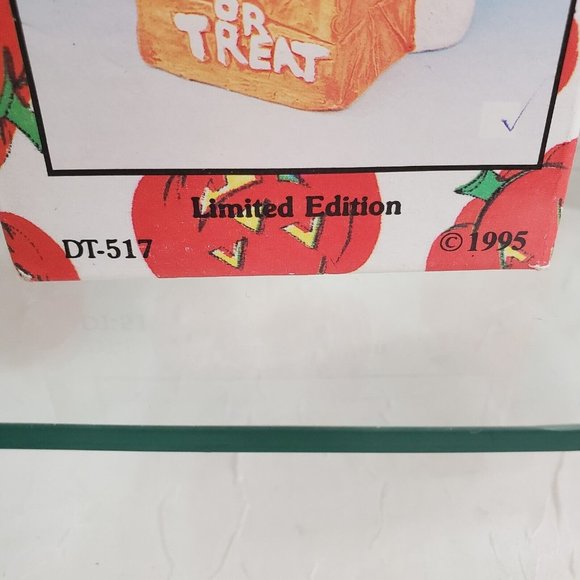 OR
TREAT
Limited Edition
DT-517
© 1995